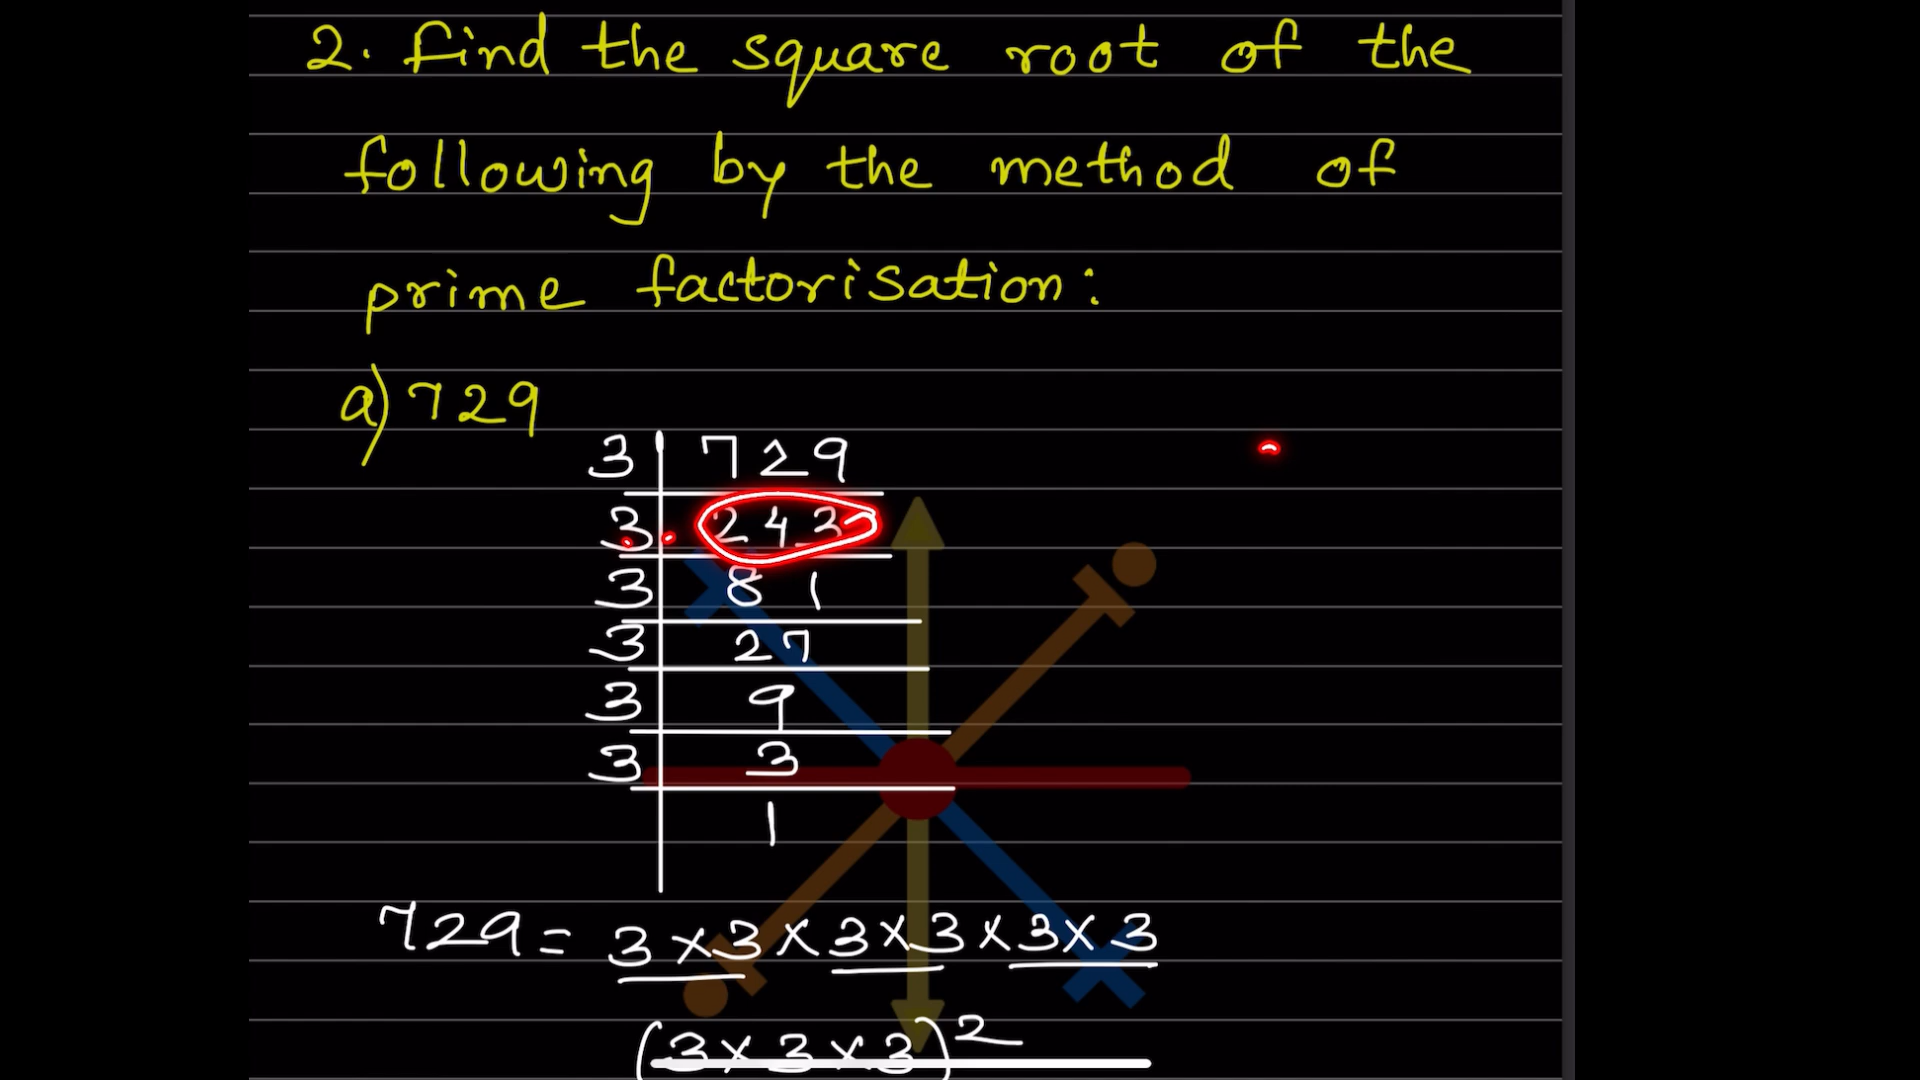 2. find the square root of the
following by the method of
prime factorisation:
a) 729
3 | 729
3 | 243
3 | 81
3 | 27
3 | 9
3 | 3
1
729 = 3 × 3 × 3 × 3 × 3 × 3
(3 × 3 × 3)²